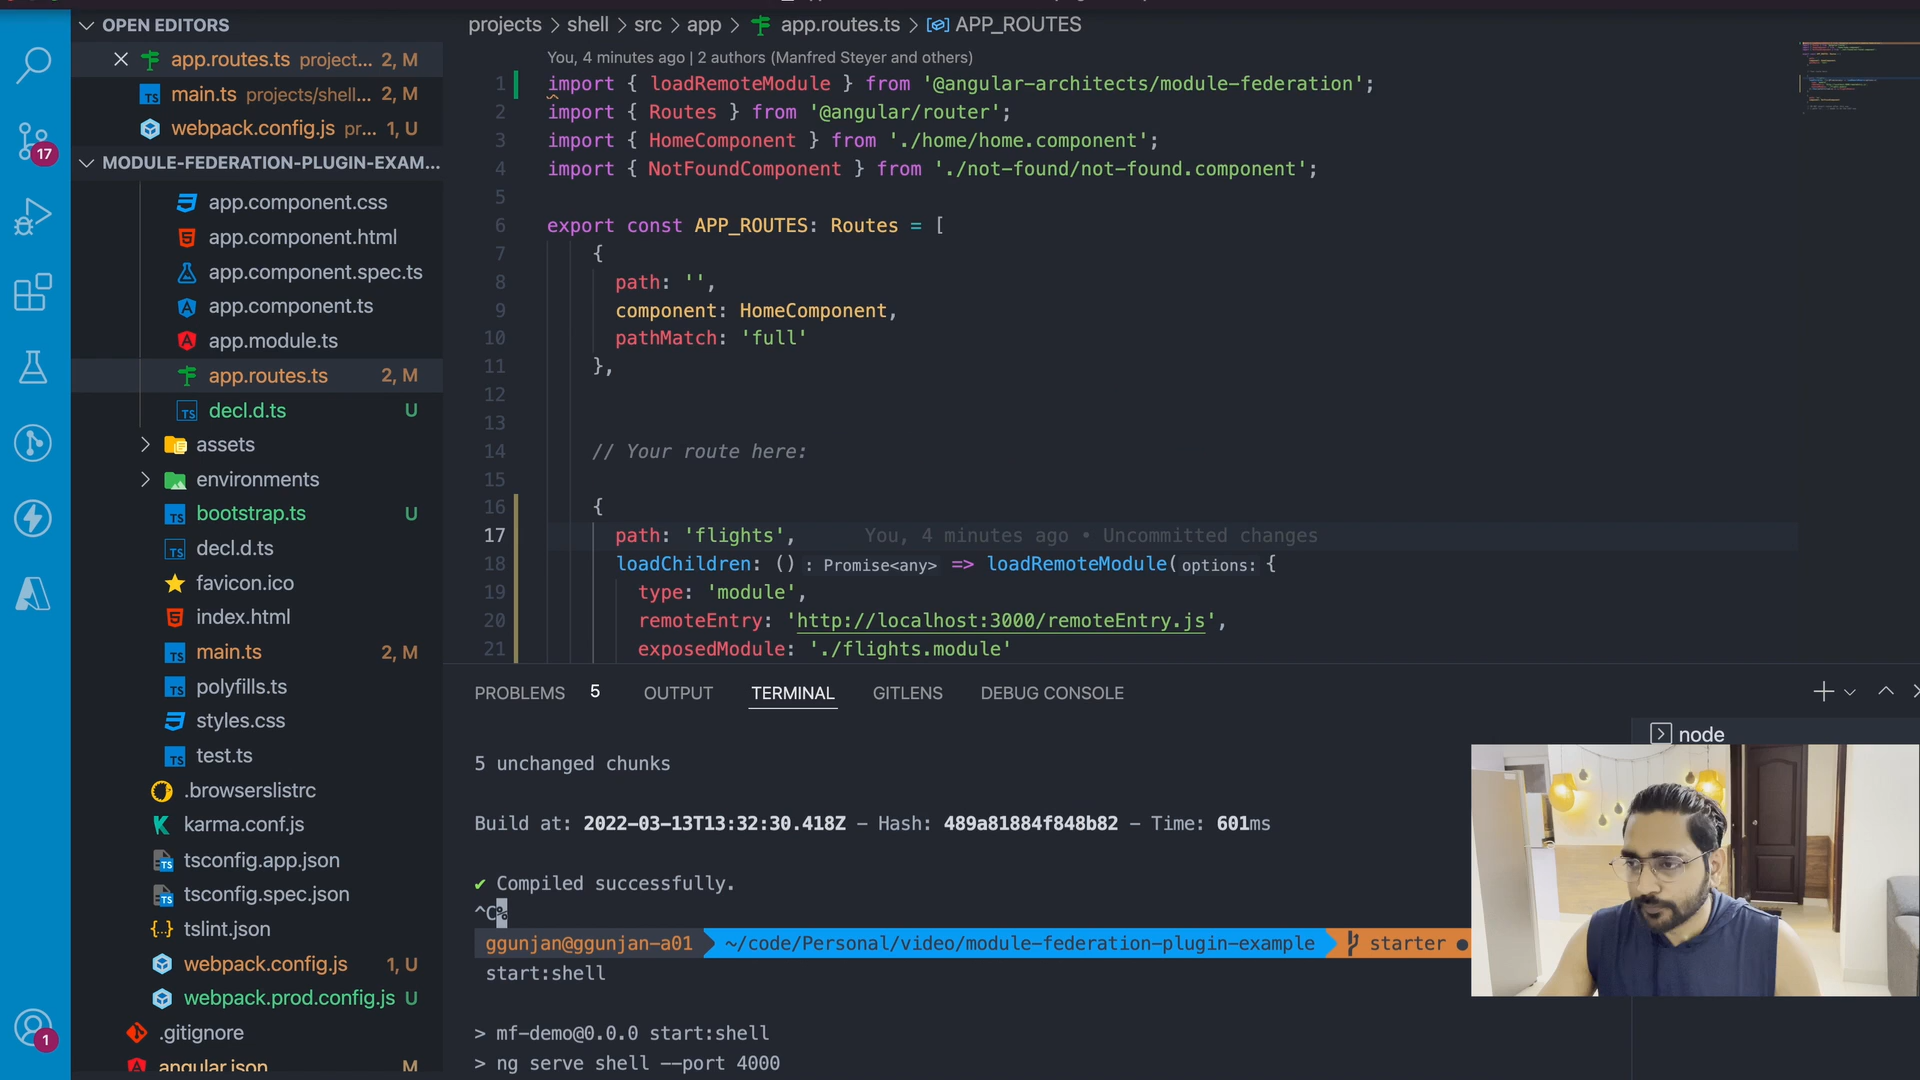 OPEN EDITORS
app.routes.ts project... 2, M
main.ts projects/shell... 2, M
webpack.config.js pr... 1, U
MODULE-FEDERATION-PLUGIN-EXAM...
app.component.css
app.component.html
app.component.spec.ts
app.component.ts
app.module.ts
app.routes.ts 2, M
decl.d.ts U
assets
environments
bootstrap.ts U
decl.d.ts
favicon.ico
index.html
main.ts 2, M
polyfills.ts
styles.css
test.ts
.browserslistrc
karma.conf.js
tsconfig.app.json
tsconfig.spec.json
tslint.json
webpack.config.js 1, U
webpack.prod.config.js U
.gitignore
angular.json M
17
1
projects > shell > src > app > app.routes.ts > APP_ROUTES
You, 4 minutes ago | 2 authors (Manfred Steyer and others)
1 import { loadRemoteModule } from '@angular-architects/module-federation';
2 import { Routes } from '@angular/router';
3 import { HomeComponent } from './home/home.component';
4 import { NotFoundComponent } from './not-found/not-found.component';
5
6 export const APP_ROUTES: Routes = [
7 {
8 path: '',
9 component: HomeComponent,
10 pathMatch: 'full'
11 },
12
13
14 // Your route here:
15
16 {
17 path: 'flights', You, 4 minutes ago • Uncommitted changes
18 loadChildren: () : Promise<any> => loadRemoteModule(options: {
19 type: 'module',
20 remoteEntry: 'http://localhost:3000/remoteEntry.js',
21 exposedModule: './flights.module'
PROBLEMS 5 OUTPUT TERMINAL GITLENS DEBUG CONSOLE
node
5 unchanged chunks
Build at: 2022-03-13T13:32:30.418Z - Hash: 489a81884f848b82 - Time: 601ms
✔ Compiled successfully.
^C%
ggunjan@ggunjan-a01 ~/code/Personal/video/module-federation-plugin-example starter ●
start:shell
> mf-demo@0.0.0 start:shell
> ng serve shell --port 4000